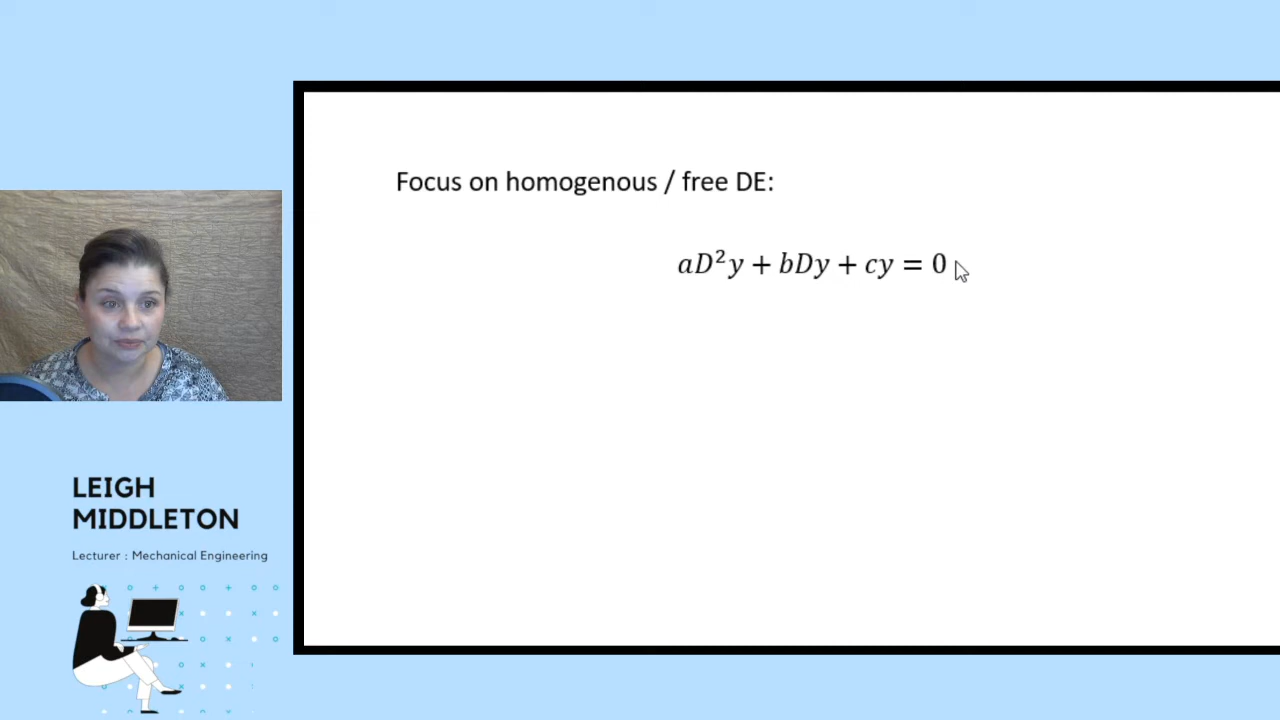 Focus on homogenous / free DE:
𝑎𝐷²𝑦 + 𝑏𝐷𝑦 + 𝑐𝑦 = 0
LEIGH
MIDDLETON
Lecturer : Mechanical Engineering